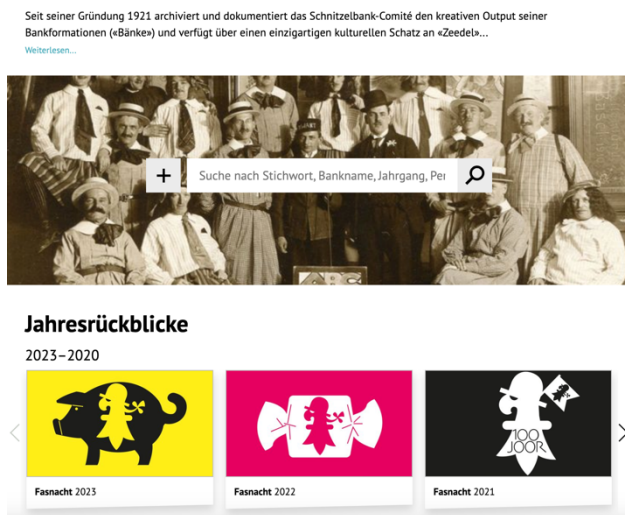 Seit seiner Gründung 1921 archiviert und dokumentiert das Schnitzelbank-Comité den kreativen Output seiner
Bankformationen («Bänke») und verfügt über einen einzigartigen kulturellen Schatz an «Zeedel»...
Weiterlesen...
+ Suche nach Stichwort, Bankname, Jahrgang, Per
ABC
Jahresrückblicke
2023–2020
100
JOOR
Fasnacht 2023
Fasnacht 2022
Fasnacht 2021